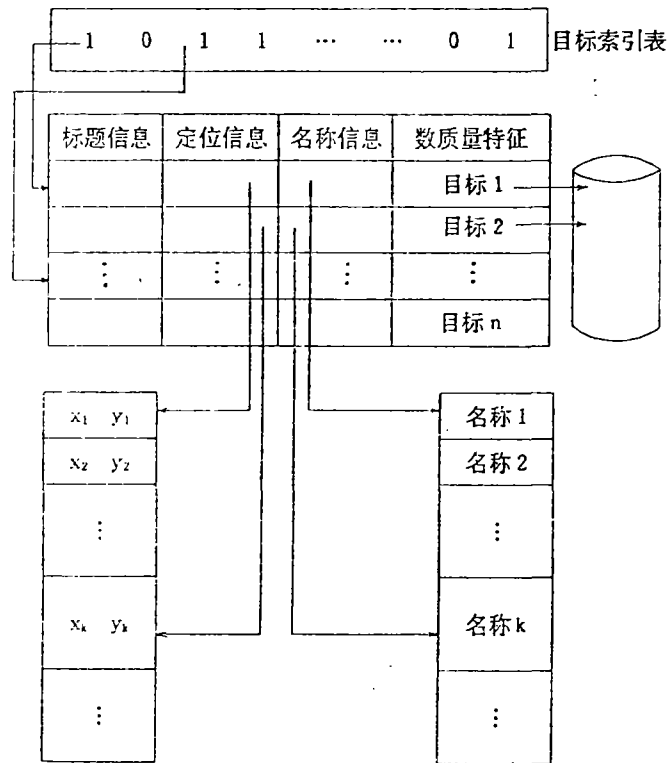 1 0 1 1 … … 0 1 目标索引表
标题信息 定位信息 名称信息 数质量特征
目标 1
目标 2
⋮ ⋮ ⋮ ⋮
目标 n
x₁ y₁ 名称 1
x₂ y₂ 名称 2
⋮ ⋮
xₖ yₖ 名称 k
⋮ ⋮